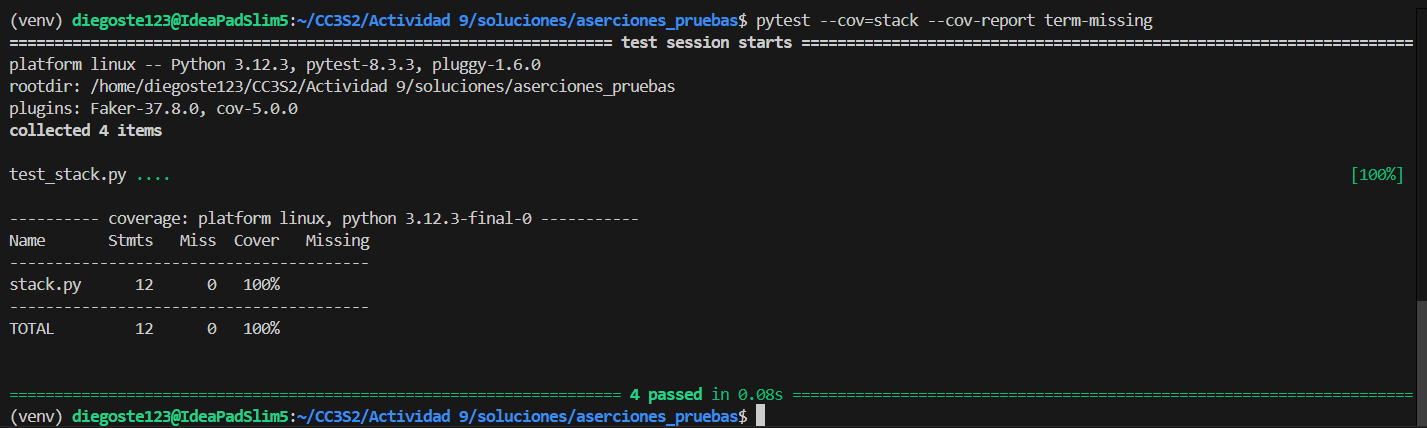 (venv) diegoste123@IdeaPadSlim5:~/CC3S2/Actividad 9/soluciones/aserciones_pruebas$ pytest --cov=stack --cov-report term-missing
=================================================================== test session starts ====================================================================
platform linux -- Python 3.12.3, pytest-8.3.3, pluggy-1.6.0
rootdir: /home/diegoste123/CC3S2/Actividad 9/soluciones/aserciones_pruebas
plugins: Faker-37.8.0, cov-5.0.0
collected 4 items
test_stack.py .... [100%]
---------- coverage: platform linux, python 3.12.3-final-0 -----------
Name       Stmts   Miss  Cover   Missing
----------------------------------------
stack.py      12      0   100%
----------------------------------------
TOTAL         12      0   100%
==================================================================== 4 passed in 0.08s =====================================================================
(venv) diegoste123@IdeaPadSlim5:~/CC3S2/Actividad 9/soluciones/aserciones_pruebas$